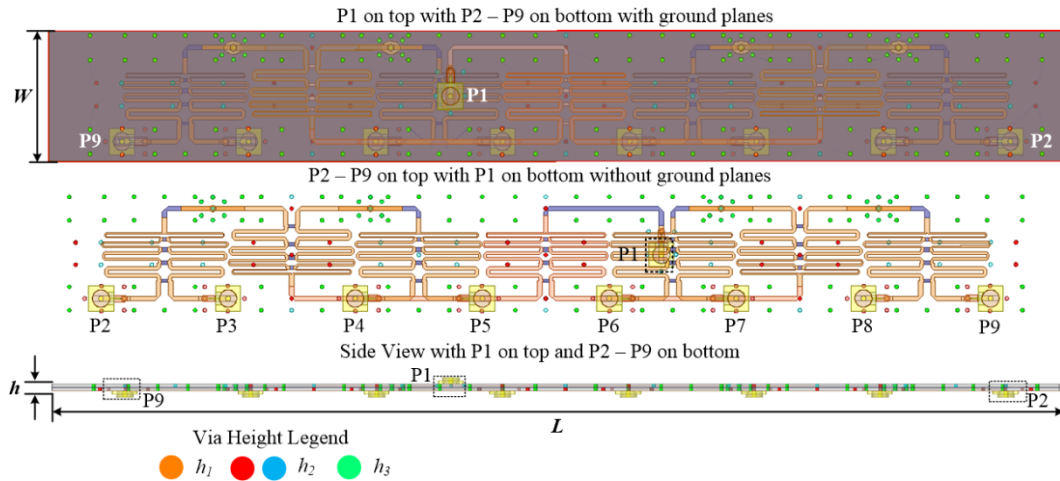 P1 on top with P2 – P9 on bottom with ground planes
W
P1
P9
P2
P2 – P9 on top with P1 on bottom without ground planes
P1
P2 P3 P4 P5 P6 P7 P8 P9
Side View with P1 on top and P2 – P9 on bottom
P1
h
P9
P2
L
Via Height Legend
h1 h2 h3